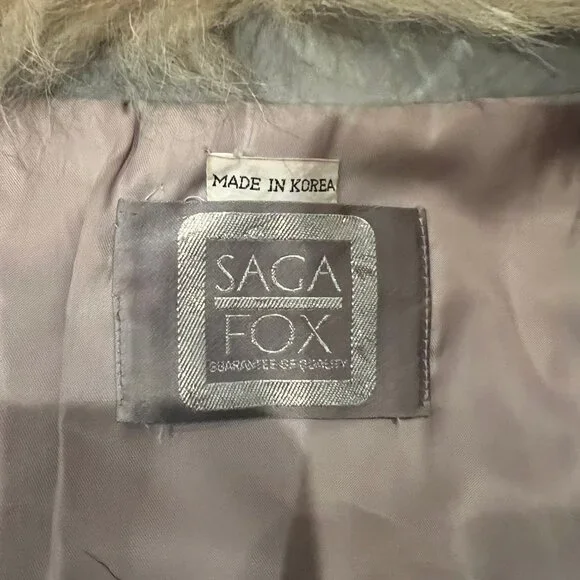 MADE IN KOREA
SAGA
FOX
GUARANTEE OF QUALITY